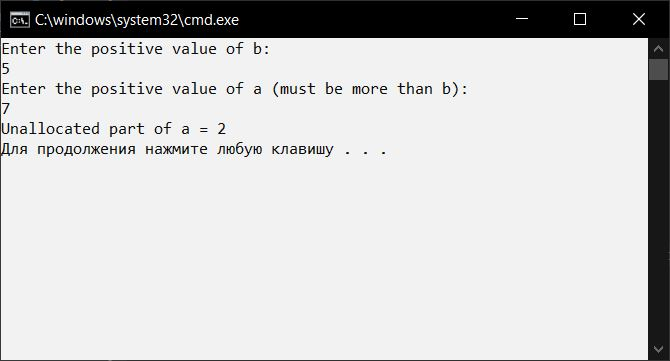 C:\windows\system32\cmd.exe
Enter the positive value of b:
5
Enter the positive value of a (must be more than b):
7
Unallocated part of a = 2
Для продолжения нажмите любую клавишу . . .